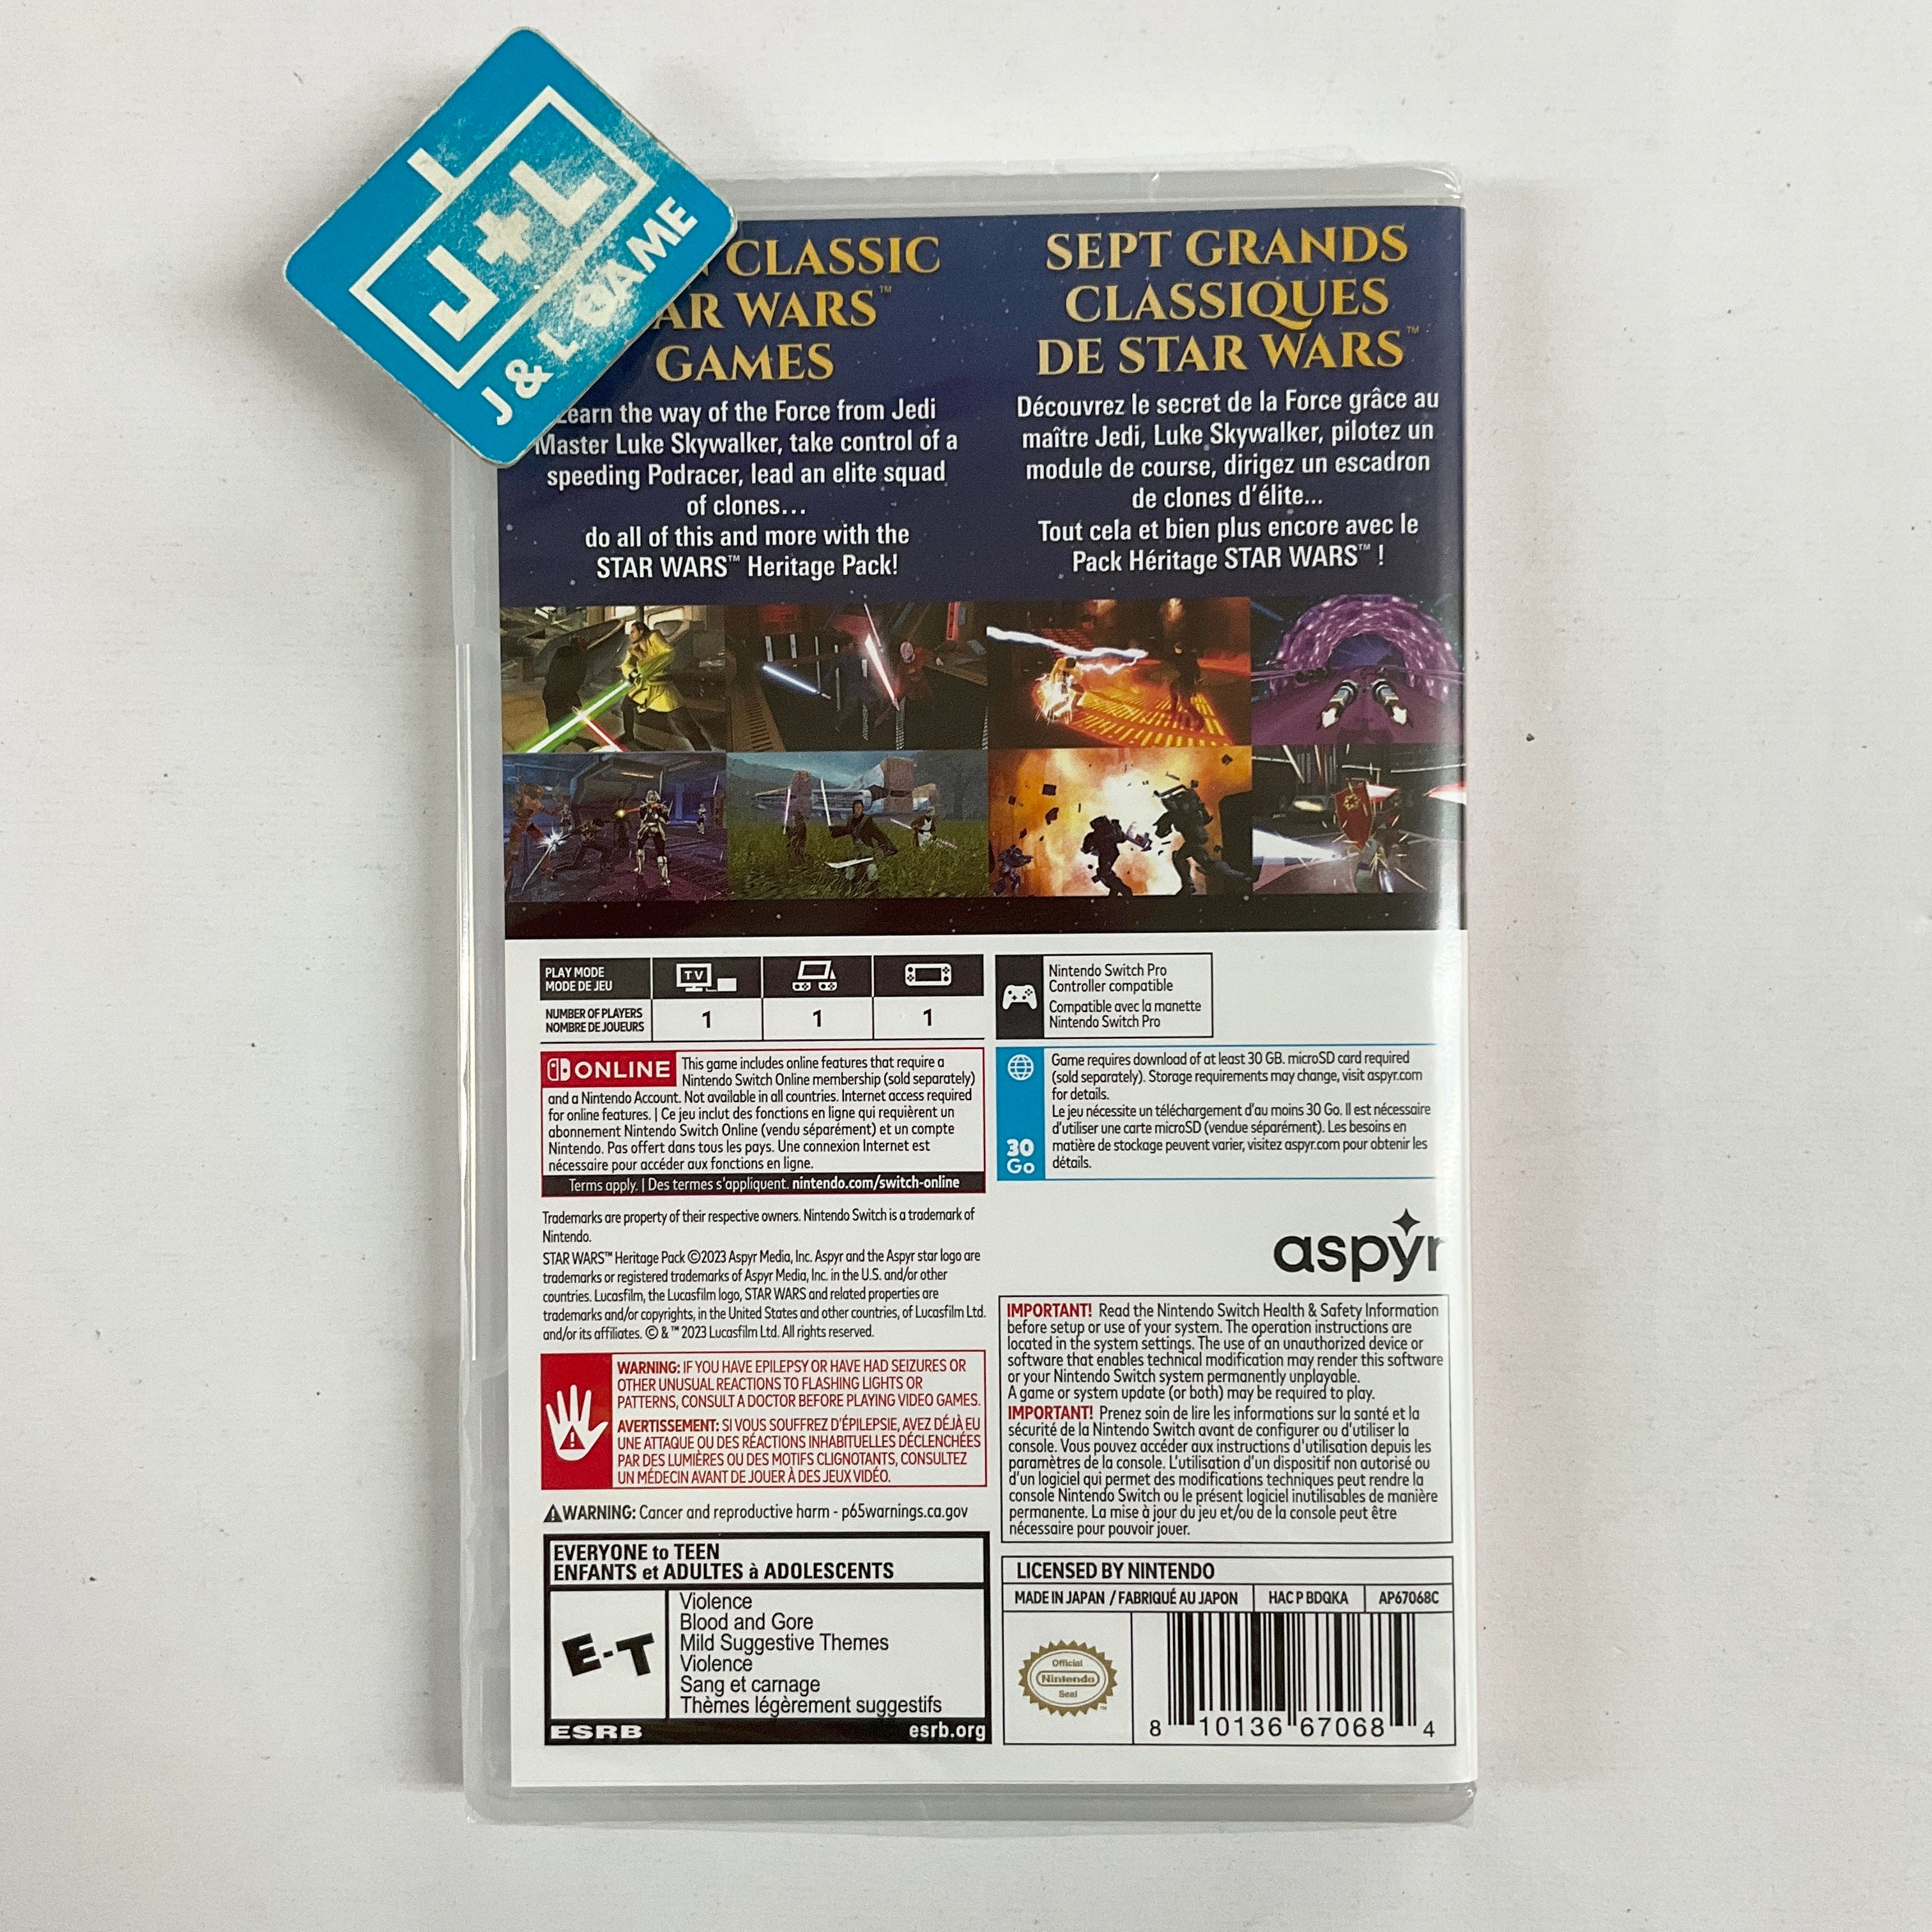 J+L
J & L GAME
CLASSIC
WARS™
GAMES
Learn the way of the Force from Jedi
Master Luke Skywalker, take control of a
speeding Podracer, lead an elite squad
of clones...
do all of this and more with the
STAR WARS™ Heritage Pack!
SEPT GRANDS
CLASSIQUES
DE STAR WARS™
Découvrez le secret de la Force grâce au
maître Jedi, Luke Skywalker, pilotez un
module de course, dirigez un escadron
de clones d'élite...
Tout cela et bien plus encore avec le
Pack Héritage STAR WARS™ !
PLAY MODE
MODE DE JEU
TV
NUMBER OF PLAYERS
NOMBRE DE JOUEURS
1 1 1
Nintendo Switch Pro
Controller compatible
Compatible avec la manette
Nintendo Switch Pro
ONLINE This game includes online features that require a
Nintendo Switch Online membership (sold separately)
and a Nintendo Account. Not available in all countries. Internet access required
for online features. | Ce jeu inclut des fonctions en ligne qui requièrent un
abonnement Nintendo Switch Online (vendu séparément) et un compte
Nintendo. Pas offert dans tous les pays. Une connexion Internet est
nécessaire pour accéder aux fonctions en ligne.
Terms apply. | Des termes s'appliquent. nintendo.com/switch-online
Game requires download of at least 30 GB. microSD card required
(sold separately). Storage requirements may change, visit aspyr.com
for details.
Le jeu nécessite un téléchargement d'au moins 30 Go. Il est nécessaire
d'utiliser une carte microSD (vendue séparément). Les besoins en
matière de stockage peuvent varier, visitez aspyr.com pour obtenir les
détails.
30
Go
Trademarks are property of their respective owners. Nintendo Switch is a trademark of
Nintendo.
STAR WARS™ Heritage Pack ©2023 Aspyr Media, Inc. Aspyr and the Aspyr star logo are
trademarks or registered trademarks of Aspyr Media, Inc. in the U.S. and/or other
countries. Lucasfilm, the Lucasfilm logo, STAR WARS and related properties are
trademarks and/or copyrights, in the United States and other countries, of Lucasfilm Ltd.
and/or its affiliates. © & ™ 2023 Lucasfilm Ltd. All rights reserved.
aspyr
WARNING: IF YOU HAVE EPILEPSY OR HAVE HAD SEIZURES OR
OTHER UNUSUAL REACTIONS TO FLASHING LIGHTS OR
PATTERNS, CONSULT A DOCTOR BEFORE PLAYING VIDEO GAMES.
AVERTISSEMENT: SI VOUS SOUFFREZ D'ÉPILEPSIE, AVEZ DÉJÀ EU
UNE ATTAQUE OU DES RÉACTIONS INHABITUELLES DÉCLENCHÉES
PAR DES LUMIÈRES OU DES MOTIFS CLIGNOTANTS, CONSULTEZ
UN MÉDECIN AVANT DE JOUER À DES JEUX VIDÉO.
WARNING: Cancer and reproductive harm - p65warnings.ca.gov
IMPORTANT! Read the Nintendo Switch Health & Safety Information
before setup or use of your system. The operation instructions are
located in the system settings. The use of an unauthorized device or
software that enables technical modification may render this software
or your Nintendo Switch system permanently unplayable.
A game or system update (or both) may be required to play.
IMPORTANT! Prenez soin de lire les informations sur la santé et la
sécurité de la Nintendo Switch avant de configurer ou d'utiliser la
console. Vous pouvez accéder aux instructions d'utilisation depuis les
paramètres de la console. L'utilisation d'un dispositif non autorisé ou
d'un logiciel qui permet des modifications techniques peut rendre la
console Nintendo Switch ou le présent logiciel inutilisables de manière
permanente. La mise à jour du jeu et/ou de la console peut être
nécessaire pour pouvoir jouer.
EVERYONE to TEEN
ENFANTS et ADULTES à ADOLESCENTS
E-T
Violence
Blood and Gore
Mild Suggestive Themes
Violence
Sang et carnage
Thèmes légèrement suggestifs
ESRB esrb.org
LICENSED BY NINTENDO
MADE IN JAPAN / FABRIQUÉ AU JAPON HAC P BDQKA AP67068C
Official
Nintendo
Seal
8 10136 67068 4